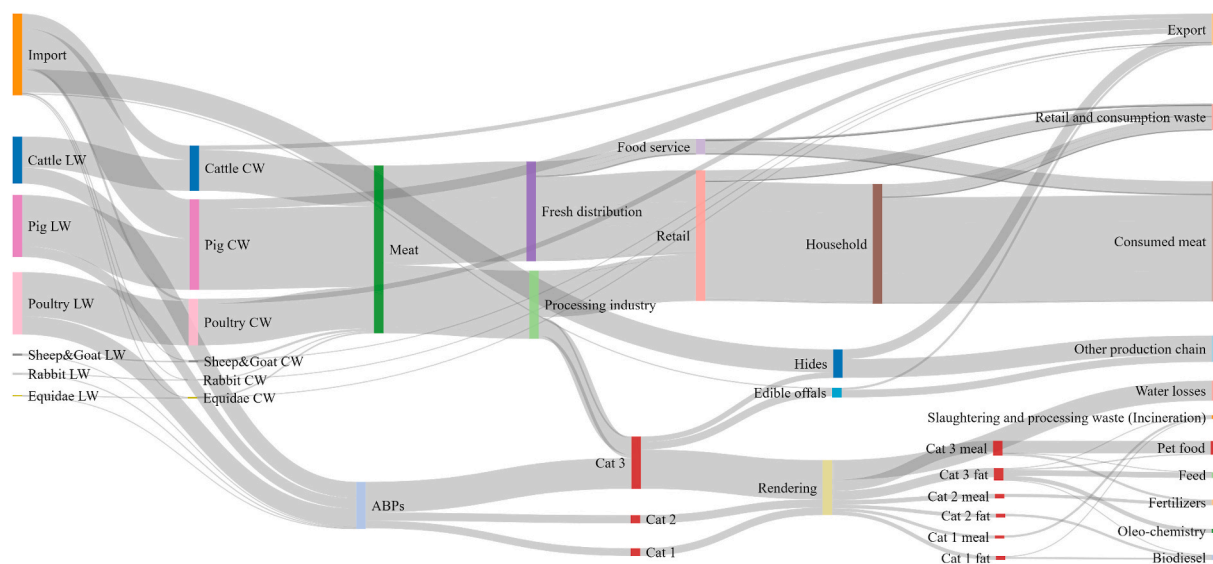 Import
Export
Retail and consumption waste
Food service
Cattle LW
Cattle CW
Fresh distribution
Pig LW
Pig CW
Meat
Retail
Household
Consumed meat
Poultry LW
Poultry CW
Processing industry
Sheep&Goat LW
Sheep&Goat CW
Rabbit LW
Rabbit CW
Equidae LW
Equidae CW
Hides
Other production chain
Edible offals
Water losses
Slaughtering and processing waste (Incineration)
Cat 3 meal
Pet food
Cat 3
Cat 3 fat
Feed
Rendering
Cat 2 meal
Fertilizers
ABPs
Cat 2
Cat 2 fat
Oleo-chemistry
Cat 1 meal
Cat 1
Cat 1 fat
Biodiesel